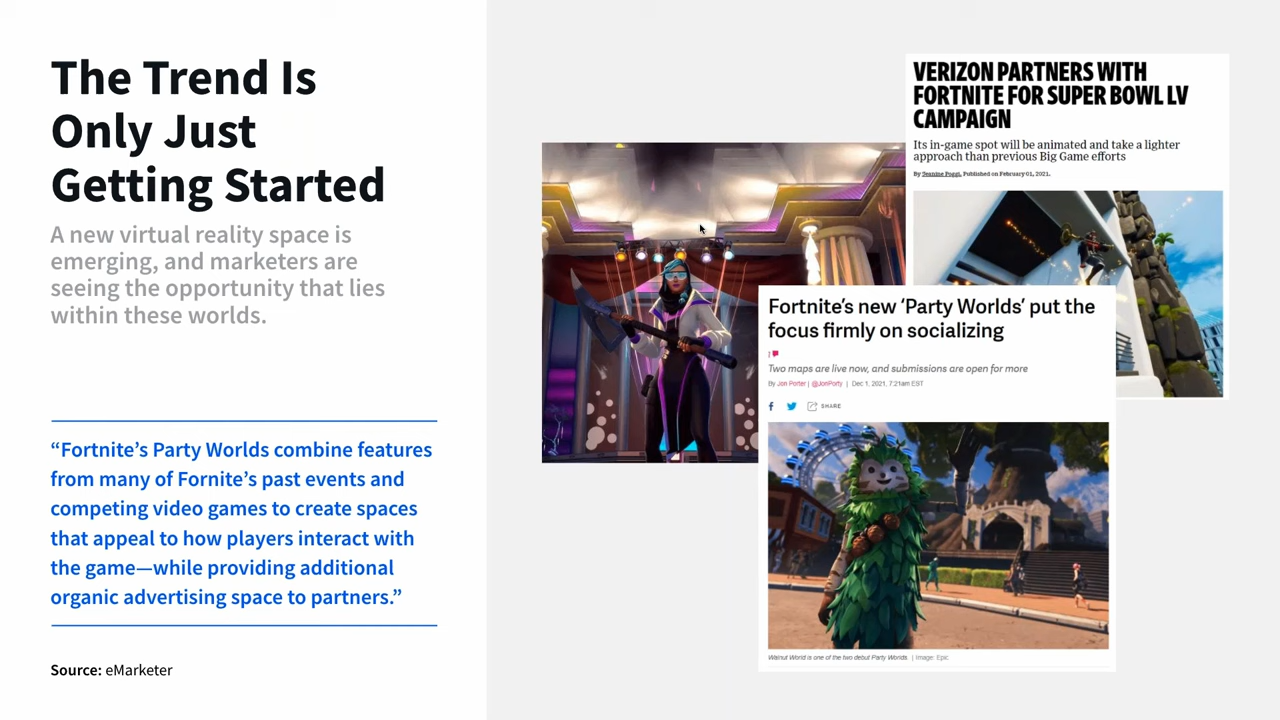 The Trend Is
Only Just
Getting Started
A new virtual reality space is
emerging, and marketers are
seeing the opportunity that lies
within these worlds.
“Fortnite’s Party Worlds combine features
from many of Fornite’s past events and
competing video games to create spaces
that appeal to how players interact with
the game—while providing additional
organic advertising space to partners.”
Source: eMarketer
VERIZON PARTNERS WITH
FORTNITE FOR SUPER BOWL LV
CAMPAIGN
Its in-game spot will be animated and take a lighter
approach than previous Big Game efforts
By Jeanine Poggi. Published on February 01, 2021.
Fortnite’s new ‘Party Worlds’ put the
focus firmly on socializing
Two maps are live now, and submissions are open for more
By Jon Porter | @JonPorty | Dec 1, 2021, 7:21am EST
SHARE
Walnut World is one of the two debut Party Worlds. | Image: Epic